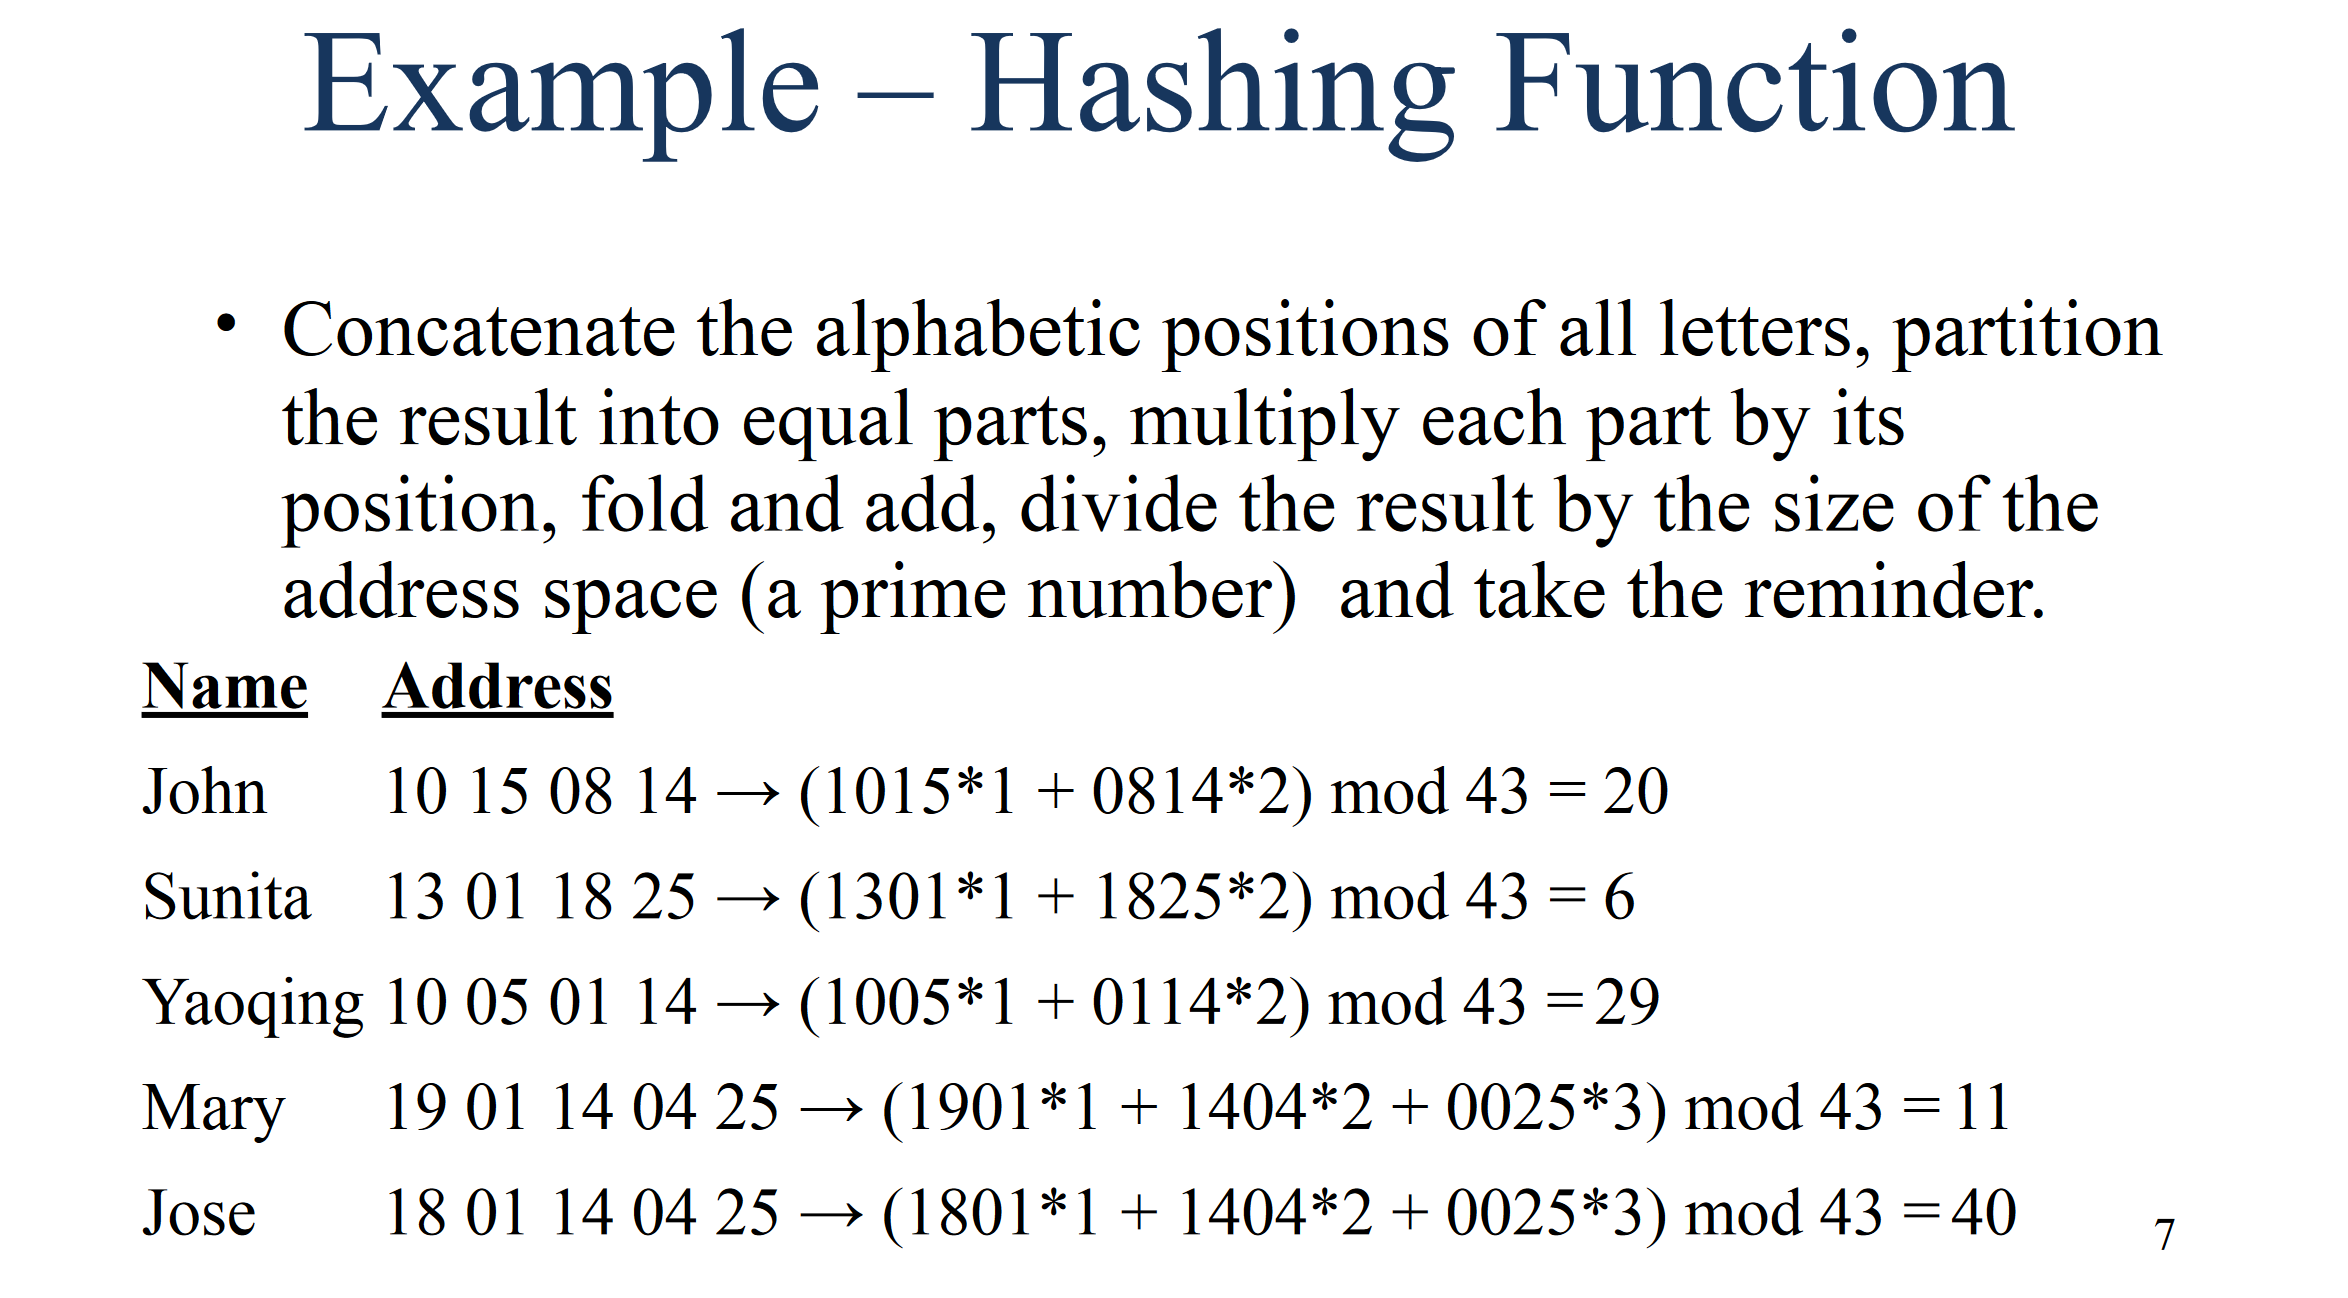 Example – Hashing Function
• Concatenate the alphabetic positions of all letters, partition
the result into equal parts, multiply each part by its
position, fold and add, divide the result by the size of the
address space (a prime number)  and take the reminder.
Name Address
John 10 15 08 14 → (1015*1 + 0814*2) mod 43 = 20
Sunita 13 01 18 25 → (1301*1 + 1825*2) mod 43 = 6
Yaoqing 10 05 01 14 → (1005*1 + 0114*2) mod 43 = 29
Mary 19 01 14 04 25 → (1901*1 + 1404*2 + 0025*3) mod 43 = 11
Jose 18 01 14 04 25 → (1801*1 + 1404*2 + 0025*3) mod 43 = 40
7